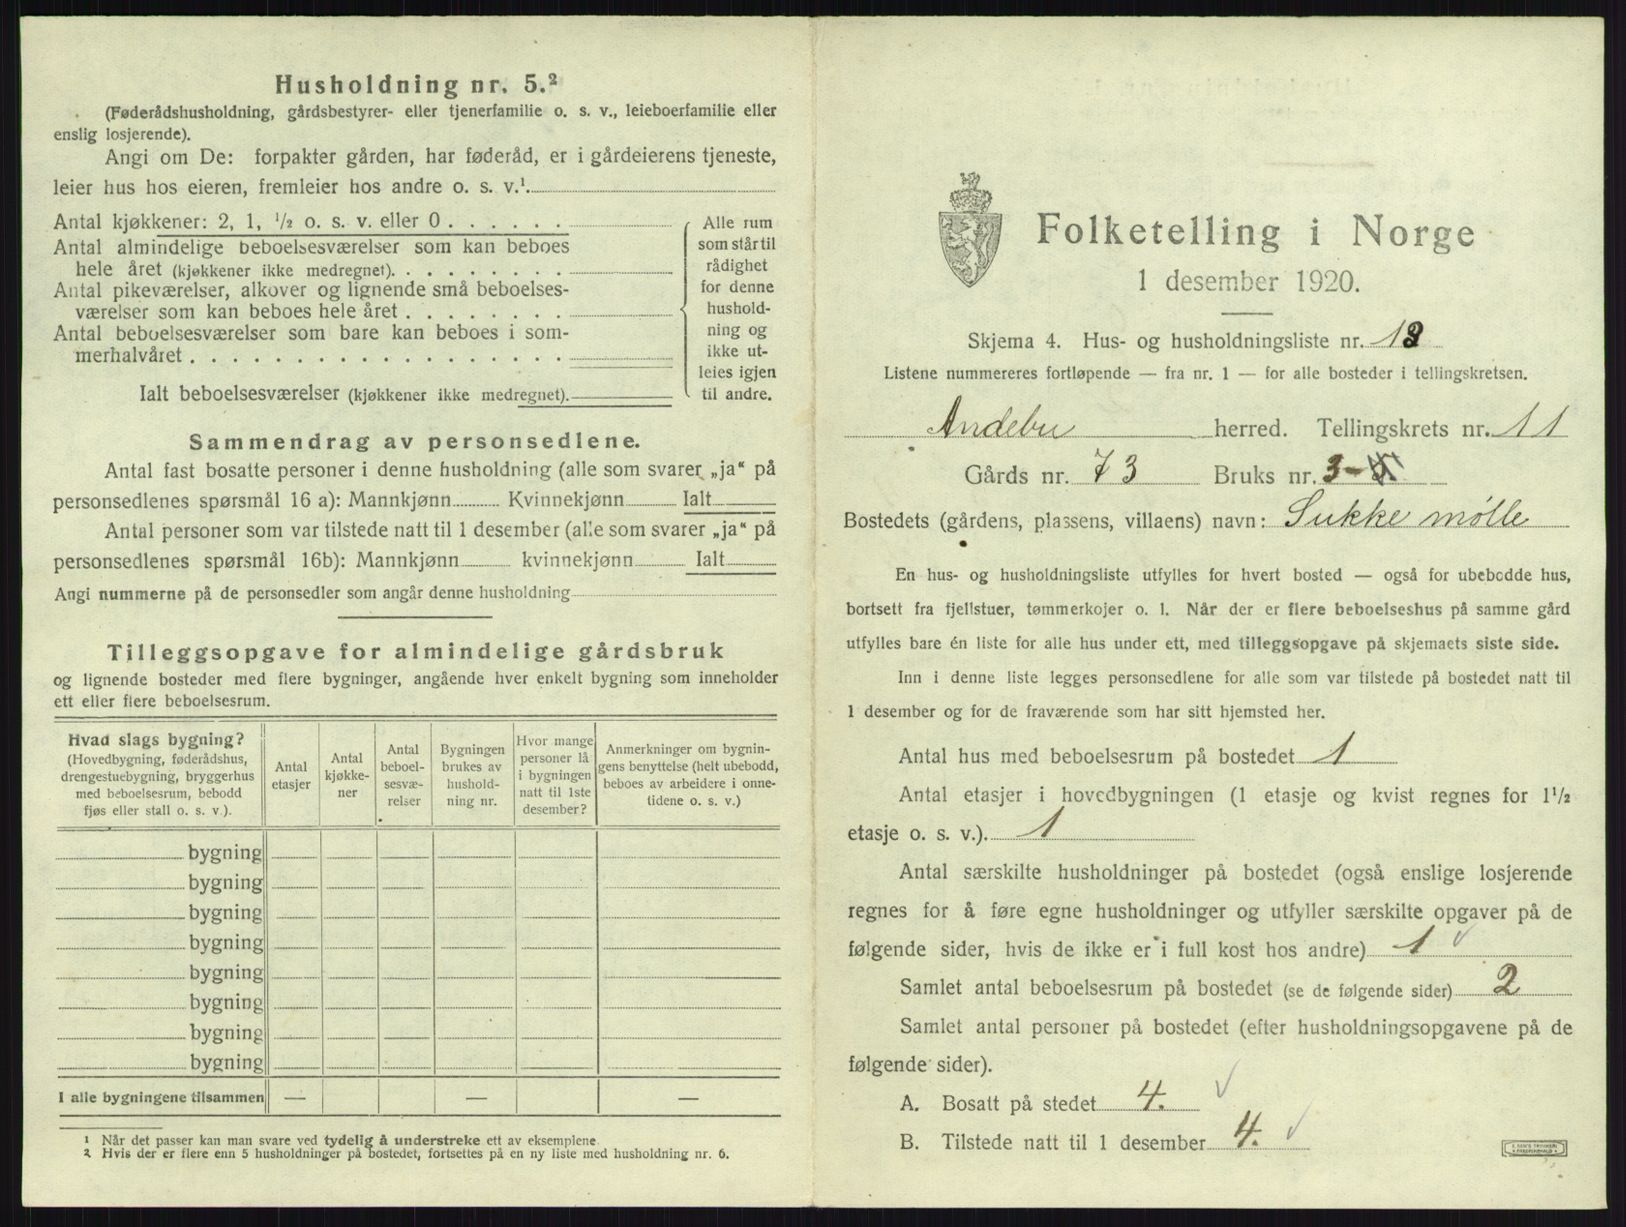 Husholdning nr. 5.²
(Føderådshusholdning, gårdsbestyrer- eller tjenerfamilie o. s. v., leieboerfamilie eller
enslig losjerende).
Angi om De: forpakter gården, har føderåd, er i gårdeierens tjeneste,
leier hus hos eieren, fremleier hos andre o. s. v.¹
Antal kjøkkener: 2, 1, ½ o. s. v. eller 0
Antal almindelige beboelsesværelser som kan beboes
hele året (kjøkkener ikke medregnet).
Antal pikeværelser, alkover og lignende små beboelses-
værelser som kan beboes hele året
Antal beboelsesværelser som bare kan beboes i som-
merhalvåret
Ialt beboelsesværelser (kjøkkener ikke medregnet).
Alle rum
som står til
rådighet
for denne
hushold-
ning og
ikke ut-
leies igjen
til andre.
Sammendrag av personsedlene.
Antal fast bosatte personer i denne husholdning (alle som svarer „ja“ på
personsedlenes spørsmål 16 a): Mannkjønn Kvinnekjønn Ialt
Antal personer som var tilstede natt til 1 desember (alle som svarer „ja“ på
personsedlenes spørsmål 16b): Mannkjønn kvinnekjønn Ialt
Angi nummerne på de personsedler som angår denne husholdning
Tilleggsopgave for almindelige gårdsbruk
og lignende bosteder med flere bygninger, angående hver enkelt bygning som inneholder
ett eller flere beboelsesrum.
Hvad slags bygning?
(Hovedbygning, føderådshus,
drengestuebygning, bryggerhus
med beboelsesrum, bebodd
fjøs eller stall o. s. v.).
Antal
etasjer
Antal
kjøkke-
ner
Antal
beboel-
sesvæ-
relser
Bygningen
brukes av
hushold-
ning nr.
Hvor mange
personer lå
i bygningen
natt til 1ste
desember?
Anmerkninger om bygnin-
gens benyttelse (helt ubebodd,
beboes av arbeidere i onne-
tidene o. s. v.)
bygning
bygning
bygning
bygning
bygning
bygning
bygning
bygning
I alle bygningene tilsammen — — —
¹ Når det passer kan man svare ved tydelig å understreke ett av eksemplene.
² Hvis der er flere enn 5 husholdninger på bostedet, fortsettes på en ny liste med husholdning nr. 6.
Folketelling i Norge
1 desember 1920.
Skjema 4. Hus- og husholdningsliste nr. 13
Listene nummereres fortløpende — fra nr. 1 — for alle bosteder i tellingskretsen.
Andebu herred. Tellingskrets nr. 11
Gårds nr. 73 Bruks nr. 3-
Bostedets (gårdens, plassens, villaens) navn: Sukke mølle
En hus- og husholdningsliste utfylles for hvert bosted — også for ubebodde hus,
bortsett fra fjellstuer, tømmerkojer o. l. Når der er flere beboelseshus på samme gård
utfylles bare én liste for alle hus under ett, med tilleggsopgave på skjemaets siste side.
Inn i denne liste legges personsedlene for alle som var tilstede på bostedet natt til
1 desember og for de fraværende som har sitt hjemsted her.
Antal hus med beboelsesrum på bostedet 1
Antal etasjer i hovedbygningen (1 etasje og kvist regnes for 1½
etasje o. s. v.). 1
Antal særskilte husholdninger på bostedet (også enslige losjerende
regnes for å føre egne husholdninger og utfyller særskilte opgaver på de
følgende sider, hvis de ikke er i full kost hos andre) 1
Samlet antal beboelsesrum på bostedet (se de følgende sider) 2
Samlet antal personer på bostedet (efter husholdningsopgavene på de
følgende sider).
A. Bosatt på stedet 4.
B. Tilstede natt til 1 desember 4.